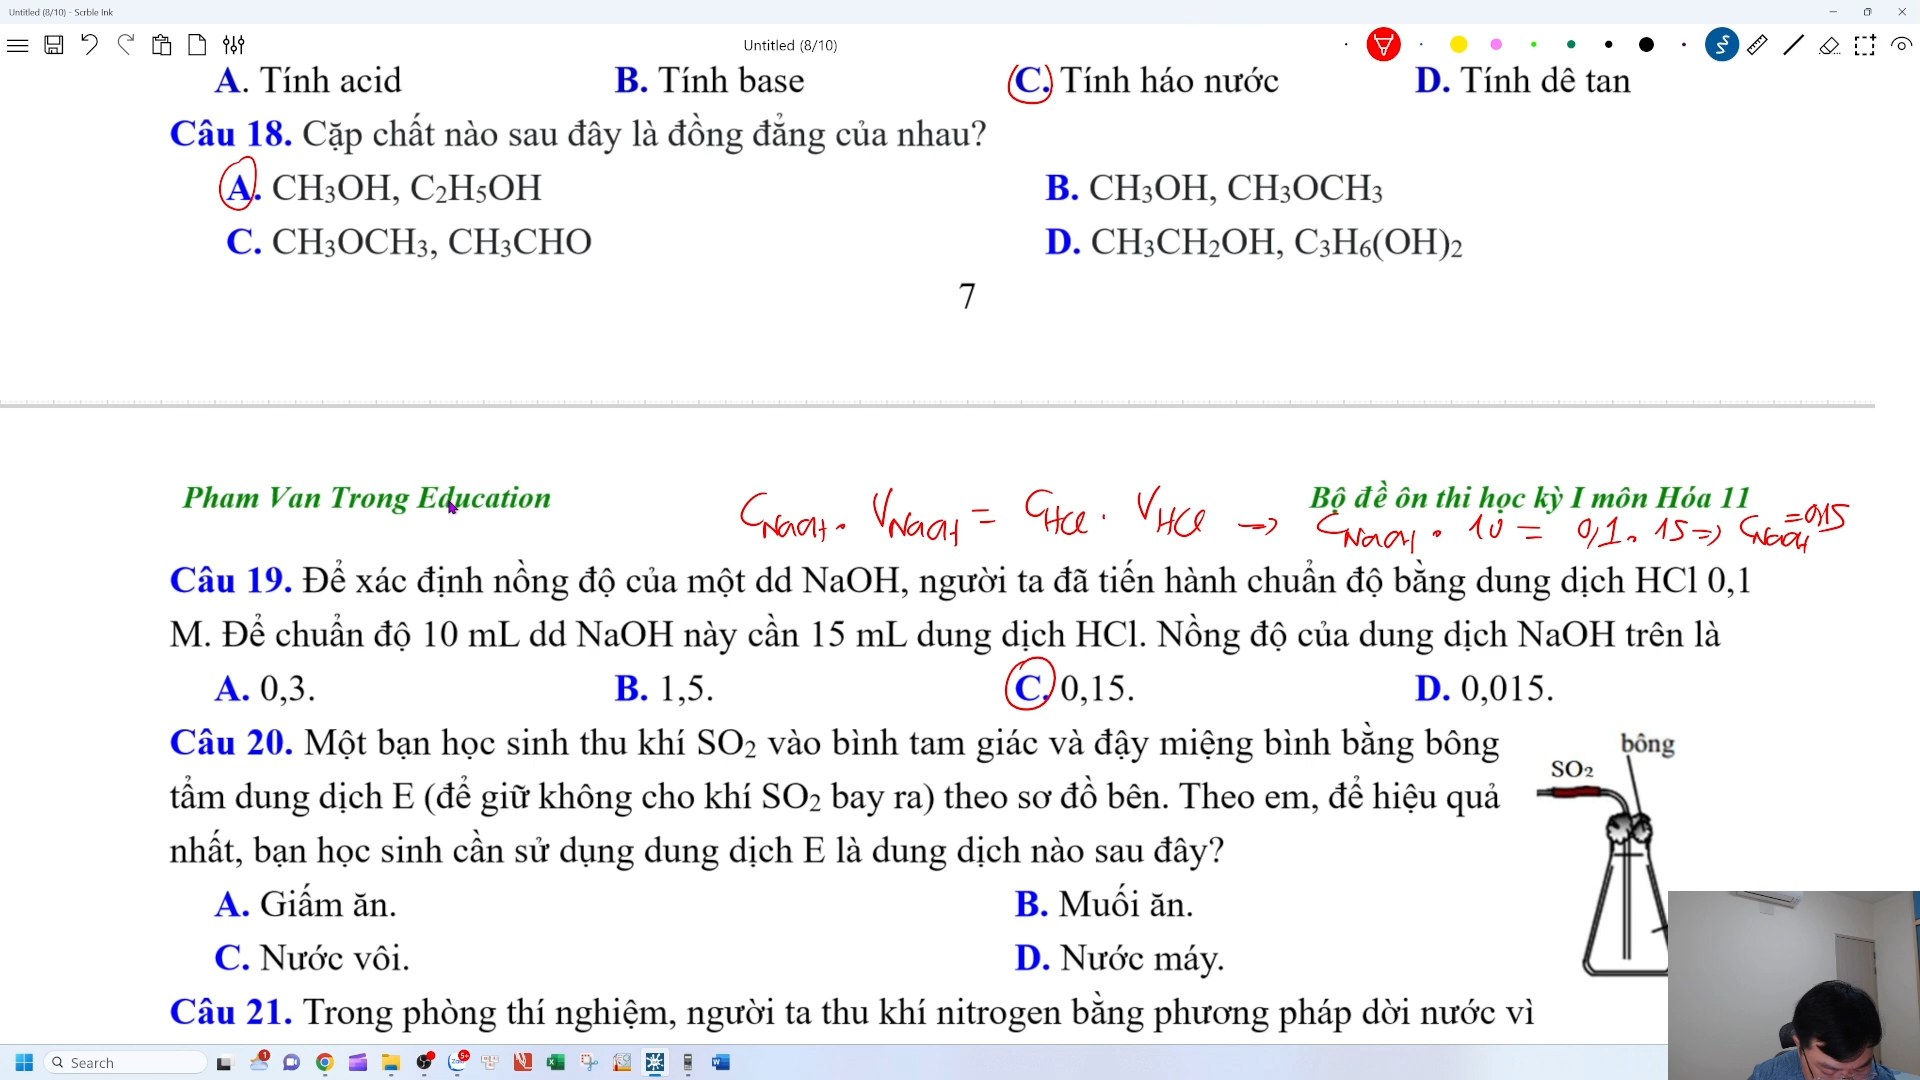 Untitled (8/10) - Scrble Ink
Untitled (8/10)
A. Tính acid B. Tính base C. Tính háo nước D. Tính dê tan
Câu 18. Cặp chất nào sau đây là đồng đẳng của nhau?
A. CH3OH, C2H5OH B. CH3OH, CH3OCH3
C. CH3OCH3, CH3CHO D. CH3CH2OH, C3H6(OH)2
7
Pham Van Trong Education Bộ đề ôn thi học kỳ I môn Hóa 11
CNaOH . VNaOH = CHCl . VHCl → CNaOH . 10 = 0,1 . 15 => CNaOH = 0,15
Câu 19. Để xác định nồng độ của một dd NaOH, người ta đã tiến hành chuẩn độ bằng dung dịch HCl 0,1
M. Để chuẩn độ 10 mL dd NaOH này cần 15 mL dung dịch HCl. Nồng độ của dung dịch NaOH trên là
A. 0,3. B. 1,5. C. 0,15. D. 0,015.
Câu 20. Một bạn học sinh thu khí SO2 vào bình tam giác và đậy miệng bình bằng bông
tẩm dung dịch E (để giữ không cho khí SO2 bay ra) theo sơ đồ bên. Theo em, để hiệu quả
nhất, bạn học sinh cần sử dụng dung dịch E là dung dịch nào sau đây?
bông
SO2
A. Giấm ăn. B. Muối ăn.
C. Nước vôi. D. Nước máy.
Câu 21. Trong phòng thí nghiệm, người ta thu khí nitrogen bằng phương pháp dời nước vì
Search